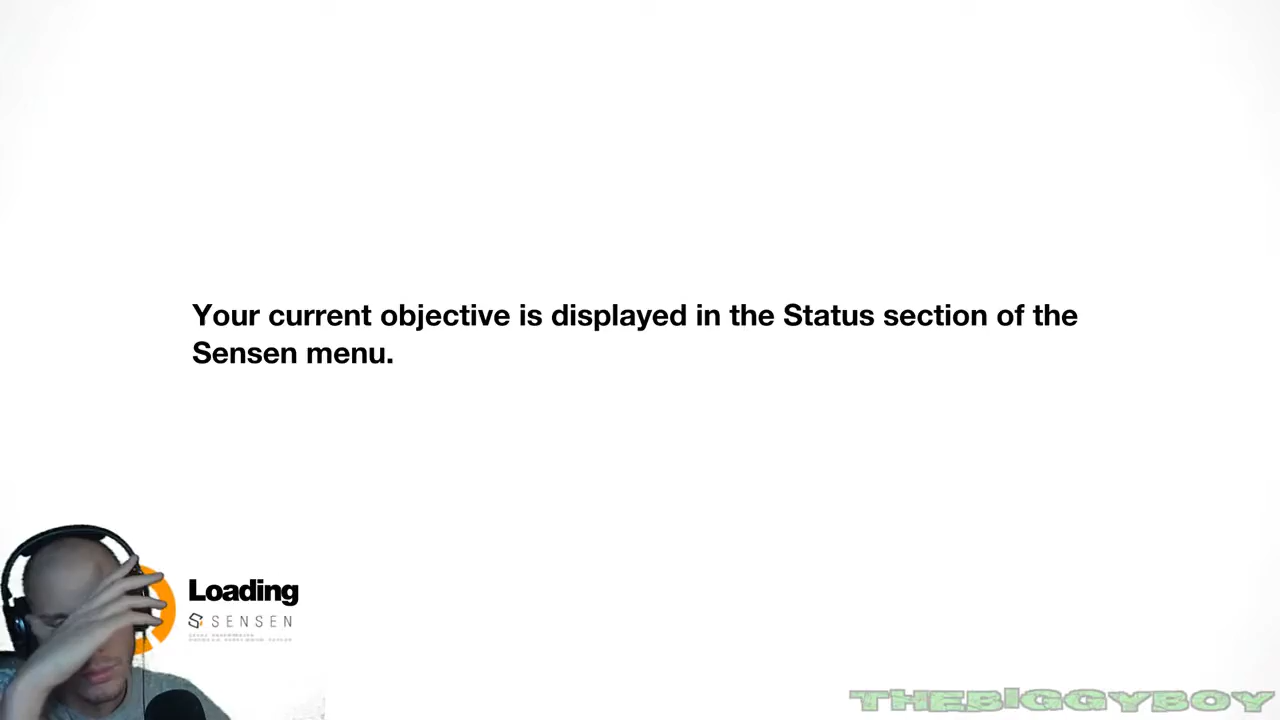 Your current objective is displayed in the Status section of the
Sensen menu.
Loading
SENSEN
THEBIGGYBOY